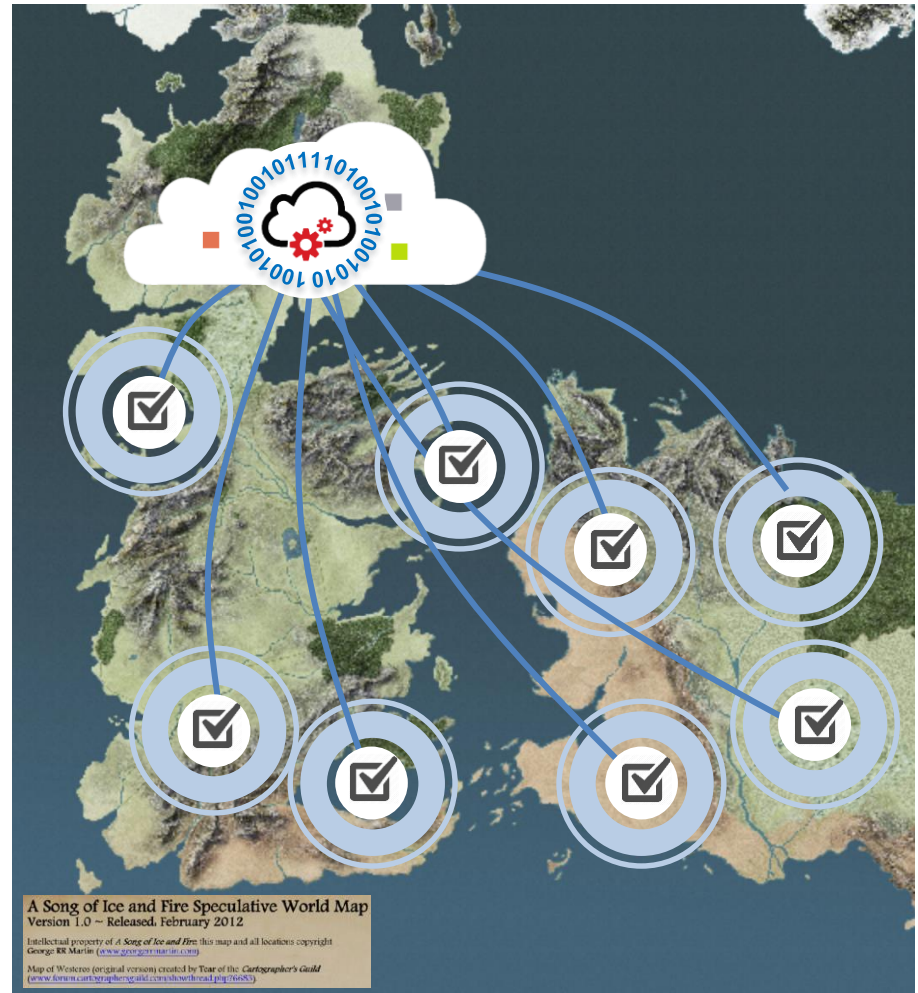 100101001001011110100101001010 100
A Song of Ice and Fire Speculative World Map
Version 1.0 ~ Released, February 2012
Intellectual property of A Song of Ice and Fire; this map and all locations copyright
George RR Martin (www.georgerrmartin.com).
Map of Westeros (original version) created by Tear of the Cartographer's Guild
(www.forum.cartographersguild.com/showthread.php?6683).